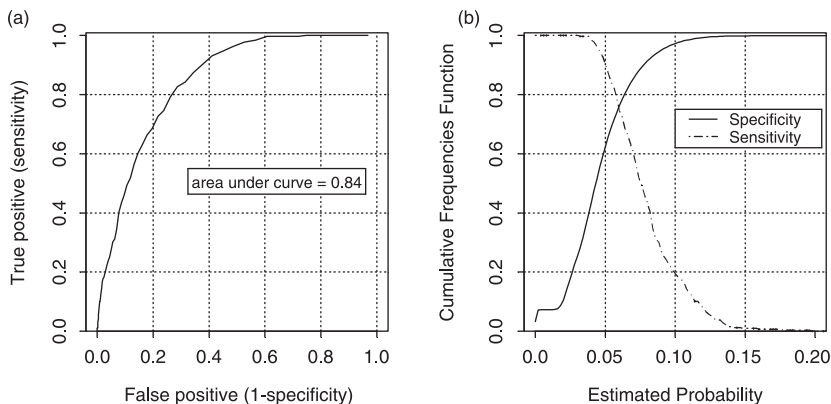 (a)
True positive (sensitivity)
1.0
0.8
0.6
0.4
0.2
0.0
area under curve = 0.84
0.0 0.2 0.4 0.6 0.8 1.0
False positive (1-specificity)
(b)
Cumulative Frequencies Function
1.0
0.8
0.6
0.4
0.2
0.0
Specificity
Sensitivity
0.0 0.05 0.10 0.15 0.20
Estimated Probability